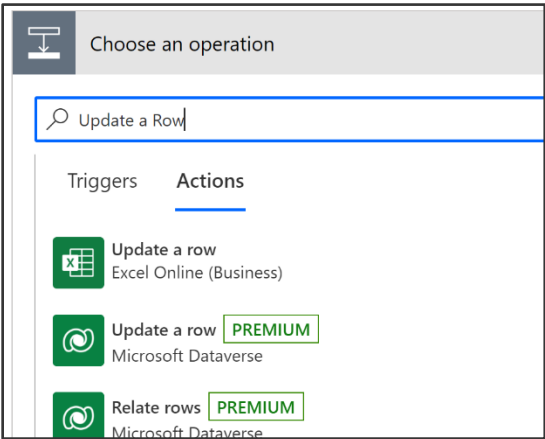 Choose an operation
Update a Row
Triggers Actions
Update a row
Excel Online (Business)
Update a row PREMIUM
Microsoft Dataverse
Relate rows PREMIUM
Microsoft Dataverse